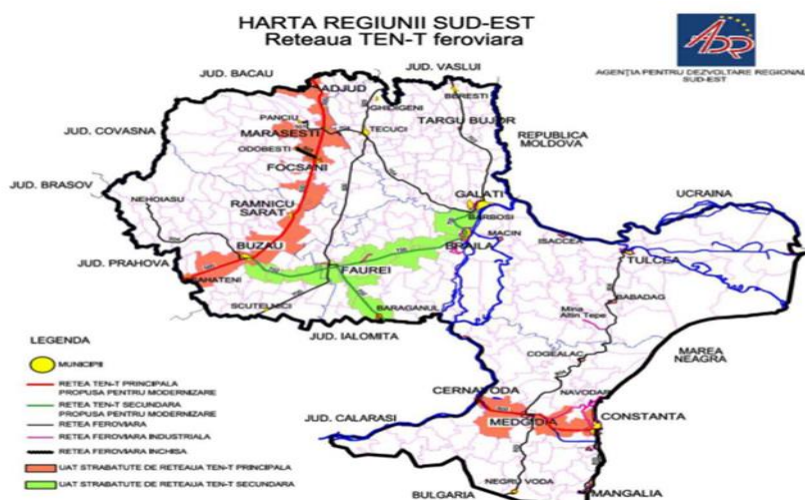 HARTA REGIUNII SUD-EST
Reteaua TEN-T feroviara
ADR
AGENȚIA PENTRU DEZVOLTARE REGIONALĂ
SUD-EST
JUD. BACAU
JUD. VASLUI
ADJUD
GHIDIGENI
BERESTI
PANCIU
MARASESTI
TECUCI
TARGU BUJOR
JUD. COVASNA
ODOBESTI
REPUBLICA
MOLDOVA
FOCSANI
JUD. BRASOV
NEHOIASU
RAMNICU
SARAT
GALATI
UCRAINA
BARBOSI
MACIN
BUZAU
BRAILA
ISACCEA
JUD. PRAHOVA
FAUREI
TULCEA
SAHATENI
BABADAG
SCUTELNICI
BARAGANUL
Mina
Altin Tepe
JUD. IALOMITA
MAREA
NEAGRA
COGEALAC
CERNAVODA
NAVODARI
JUD. CALARASI
MEDGIDIA
CONSTANTA
NEGRU VODA
BULGARIA
MANGALIA
LEGENDA
MUNICIPII
RETEA TEN-T PRINCIPALA
PROPUSA PENTRU MODERNIZARE
RETEA TEN-T SECUNDARA
PROPUSA PENTRU MODERNIZARE
RETEA FEROVIARA
RETEA FEROVIARA INDUSTRIALA
RETEA FEROVIARA INCHISA
UAT STRABATUTE DE RETEAUA TEN-T PRINCIPALA
UAT STRABATUTE DE RETEAUA TEN-T SECUNDARA